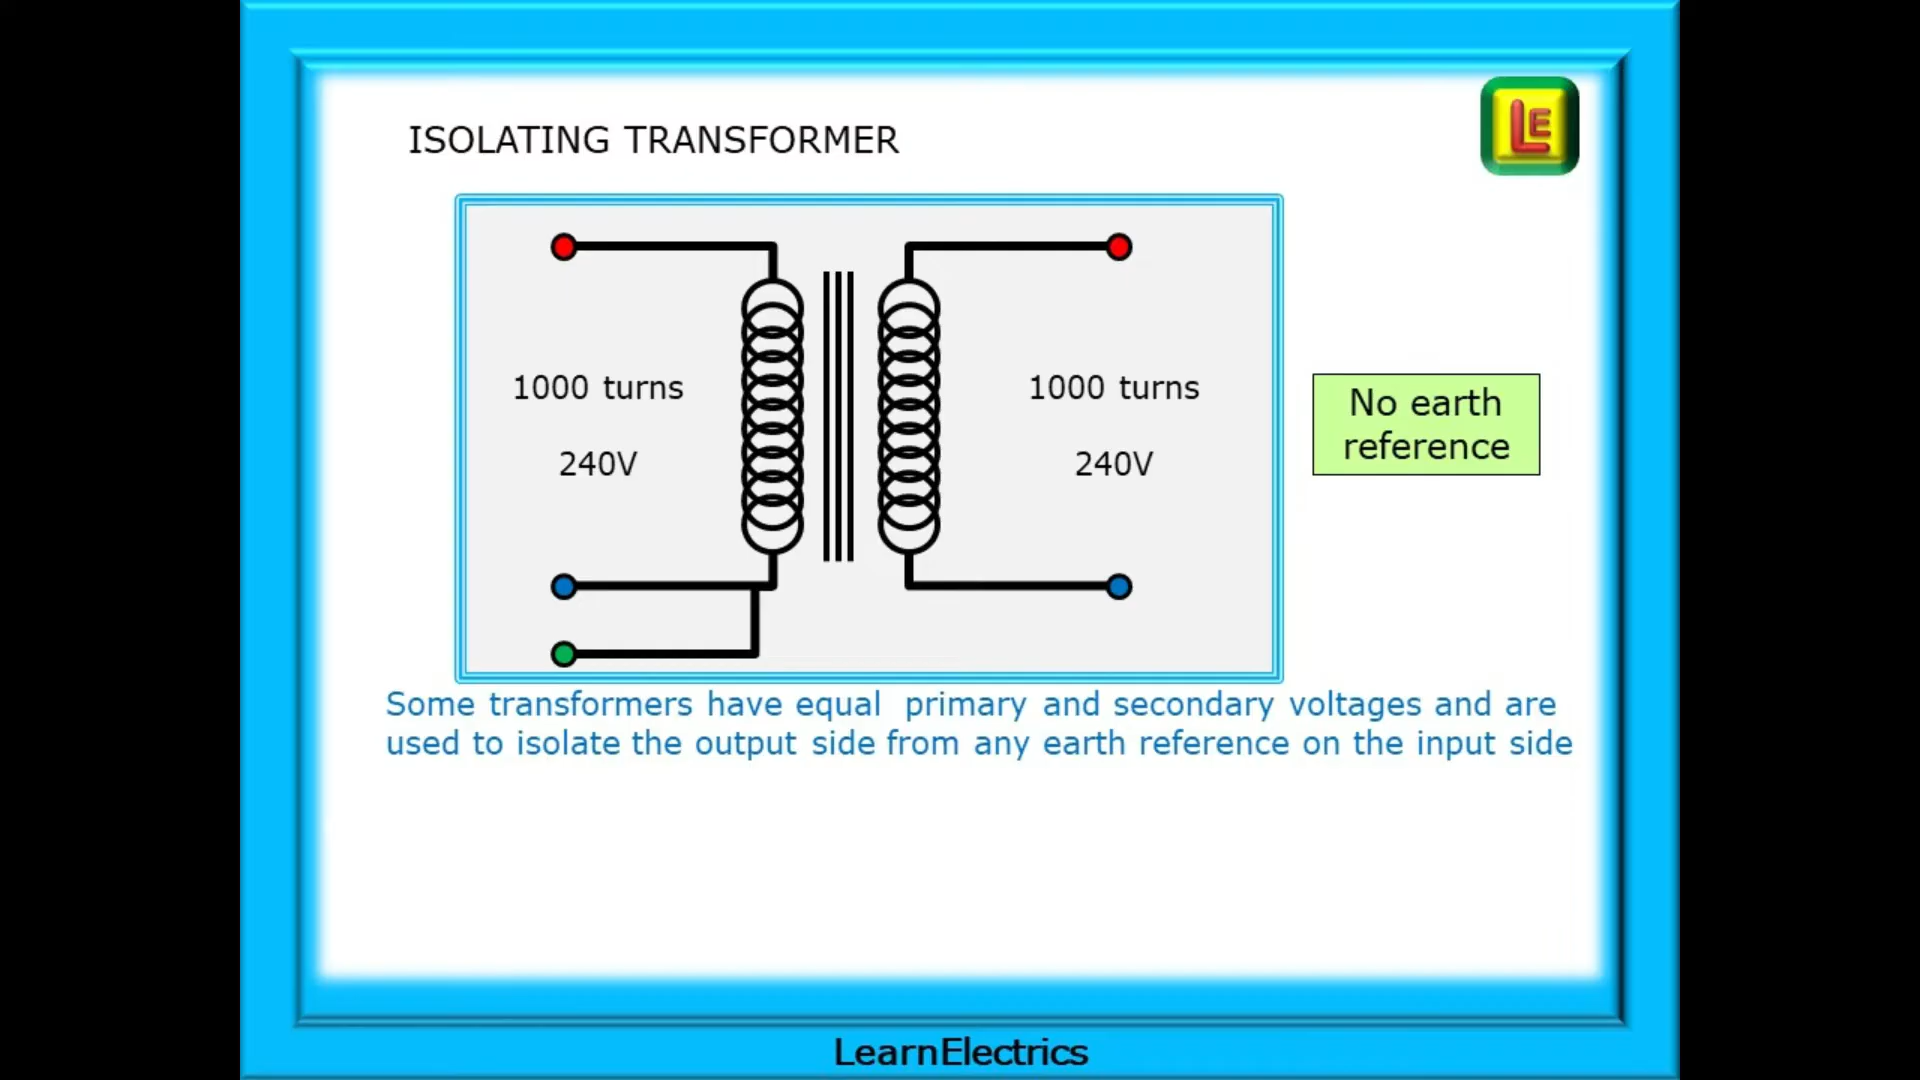 ISOLATING TRANSFORMER
LE
1000 turns
240V
1000 turns
240V
No earth
reference
Some transformers have equal primary and secondary voltages and are
used to isolate the output side from any earth reference on the input side
LearnElectrics